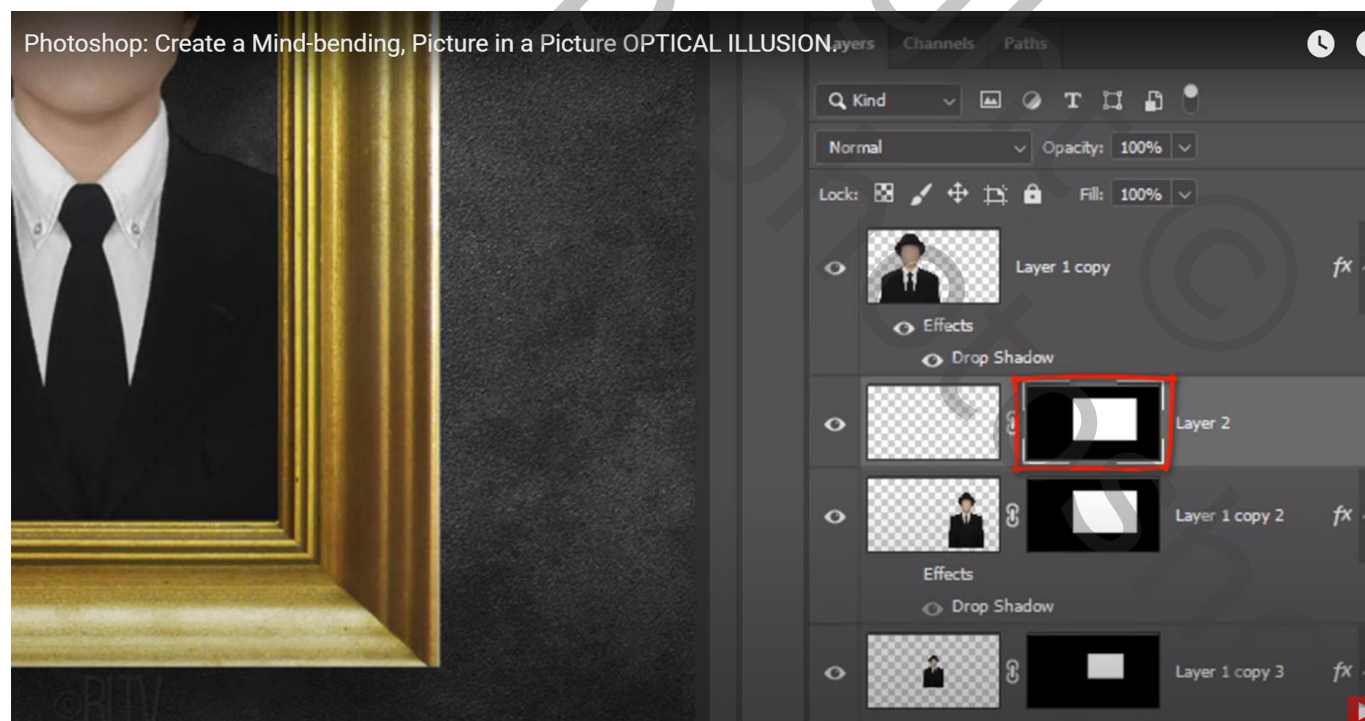 Photoshop: Create a Mind-bending, Picture in a Picture OPTICAL ILLUSION.
Layers Channels Paths
Kind
Normal Opacity: 100%
Lock: Fill: 100%
Layer 1 copy fx
Effects
Drop Shadow
Layer 2
Layer 1 copy 2 fx
Effects
Drop Shadow
Layer 1 copy 3 fx
©BLTV